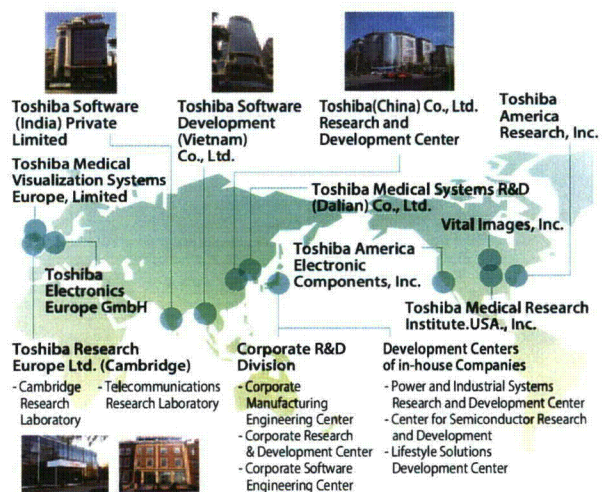 Toshiba Software
(India) Private
Limited
Toshiba Software
Development
(Vietnam)
Co., Ltd.
Toshiba(China) Co., Ltd.
Research and
Development Center
Toshiba
America
Research, Inc.
Toshiba Medical
Visualization Systems
Europe, Limited
Toshiba Medical Systems R&D
(Dalian) Co., Ltd.
Vital Images, Inc.
Toshiba
Electronics
Europe GmbH
Toshiba America
Electronic
Components, Inc.
Toshiba Medical Research
Institute.USA., Inc.
Toshiba Research
Europe Ltd. (Cambridge)
- Cambridge
Research
Laboratory
- Telecommunications
Research Laboratory
Corporate R&D
Division
- Corporate
Manufacturing
Engineering Center
- Corporate Research
& Development Center
- Corporate Software
Engineering Center
Development Centers
of in-house Companies
- Power and Industrial Systems
Research and Development Center
- Center for Semiconductor Research
and Development
- Lifestyle Solutions
Development Center